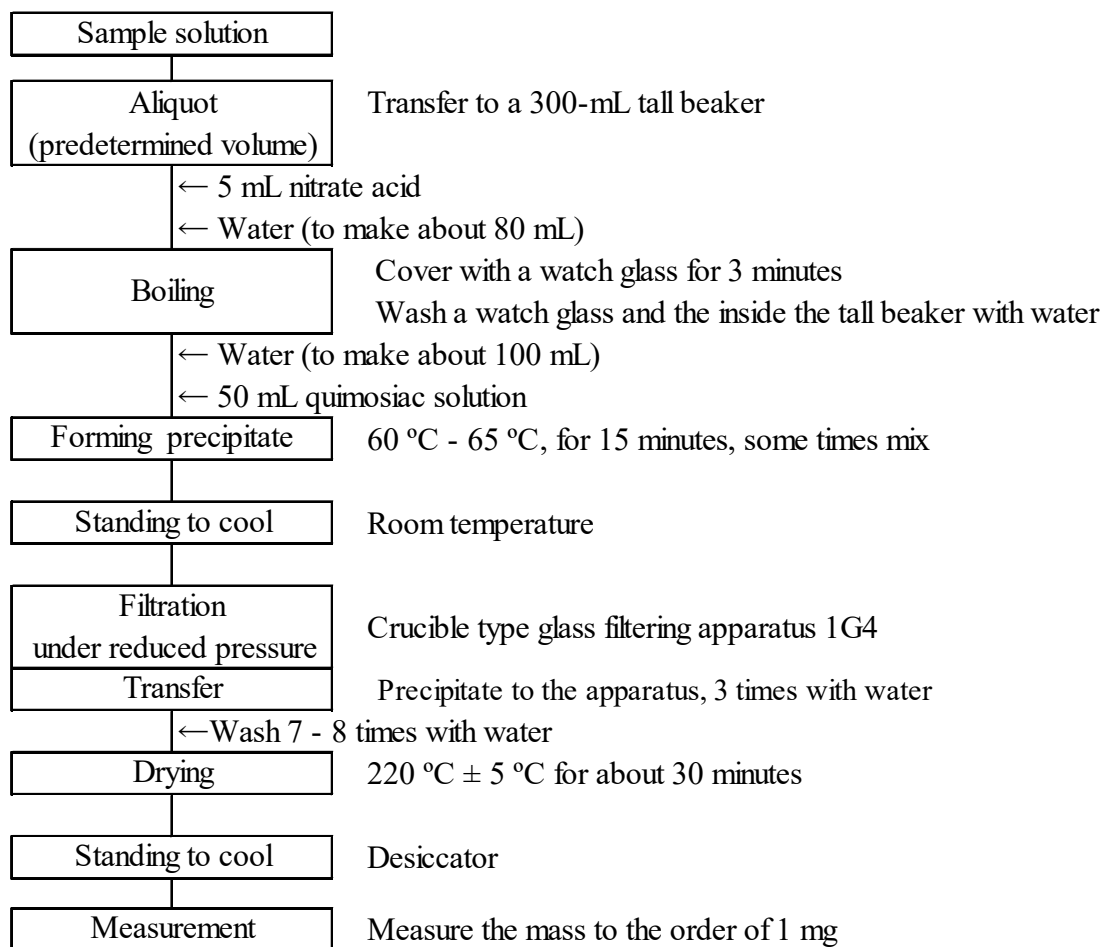 Sample solution
Aliquot
(predetermined volume)
Transfer to a 300-mL tall beaker
← 5 mL nitrate acid
← Water (to make about 80 mL)
Boiling
Cover with a watch glass for 3 minutes
Wash a watch glass and the inside the tall beaker with water
← Water (to make about 100 mL)
← 50 mL quimosiac solution
Forming precipitate
60 ºC - 65 ºC, for 15 minutes, some times mix
Standing to cool
Room temperature
Filtration
under reduced pressure
Crucible type glass filtering apparatus 1G4
Transfer
Precipitate to the apparatus, 3 times with water
←Wash 7 - 8 times with water
Drying
220 ºC ± 5 ºC for about 30 minutes
Standing to cool
Desiccator
Measurement
Measure the mass to the order of 1 mg